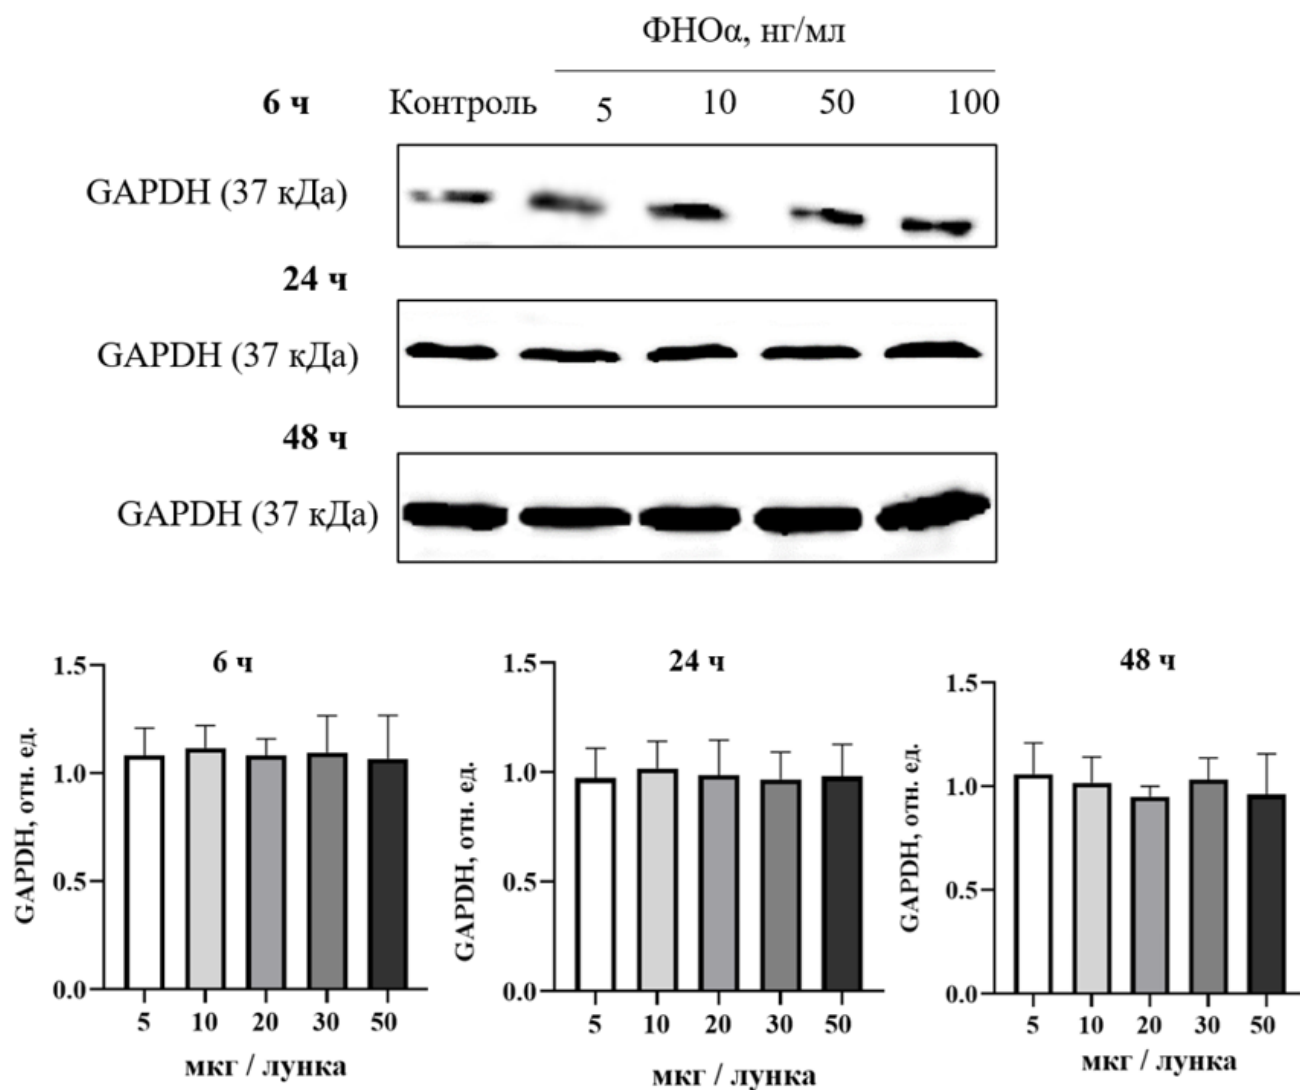 ФНОα, нг/мл
6 ч Контроль 5 10 50 100
GAPDH (37 кДа)
24 ч
GAPDH (37 кДа)
48 ч
GAPDH (37 кДа)
6 ч
GAPDH, отн. ед.
1.5
1.0
0.5
0.0
5 10 20 30 50
мкг / лунка
24 ч
GAPDH, отн. ед.
1.5
1.0
0.5
0.0
5 10 20 30 50
мкг / лунка
48 ч
GAPDH, отн. ед.
1.5
1.0
0.5
0.0
5 10 20 30 50
мкг / лунка